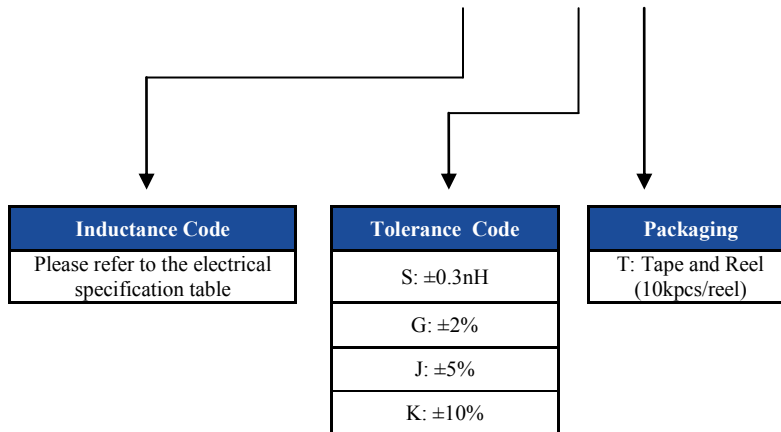 Inductance Code
Please refer to the electrical
specification table
Tolerance Code
S: ±0.3nH
G: ±2%
J: ±5%
K: ±10%
Packaging
T: Tape and Reel
(10kpcs/reel)